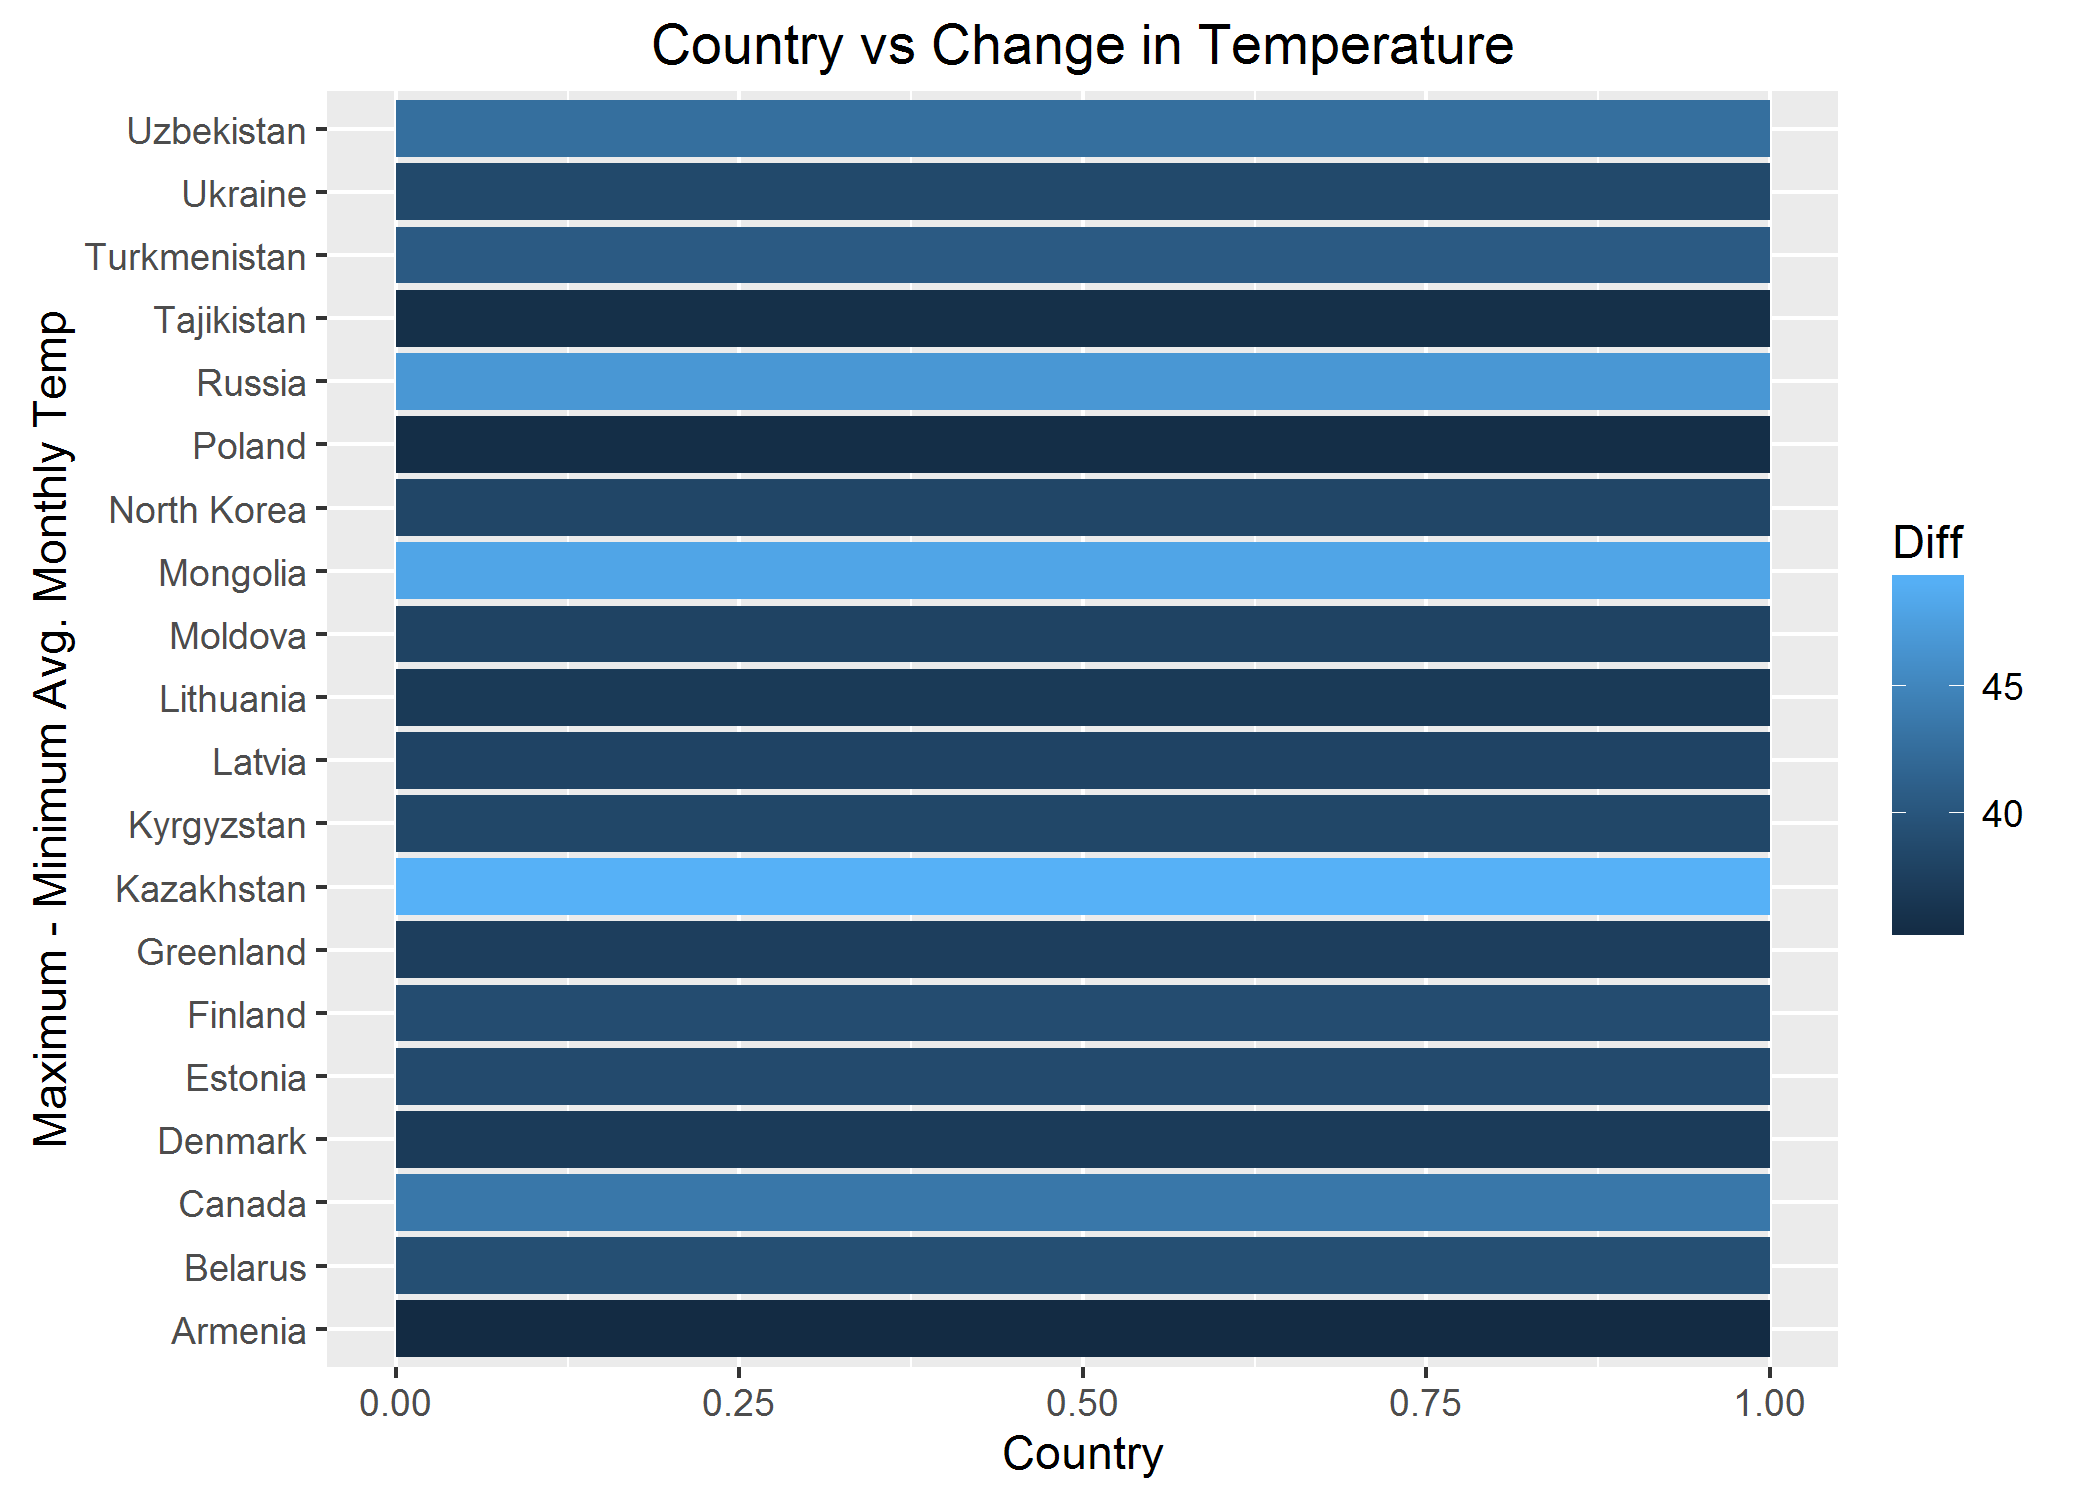 Country vs Change in Temperature
Maximum - Minimum Avg. Monthly Temp
Uzbekistan
Ukraine
Turkmenistan
Tajikistan
Russia
Poland
North Korea
Mongolia
Moldova
Lithuania
Latvia
Kyrgyzstan
Kazakhstan
Greenland
Finland
Estonia
Denmark
Canada
Belarus
Armenia
0.00 0.25 0.50 0.75 1.00
Country
Diff
45
40